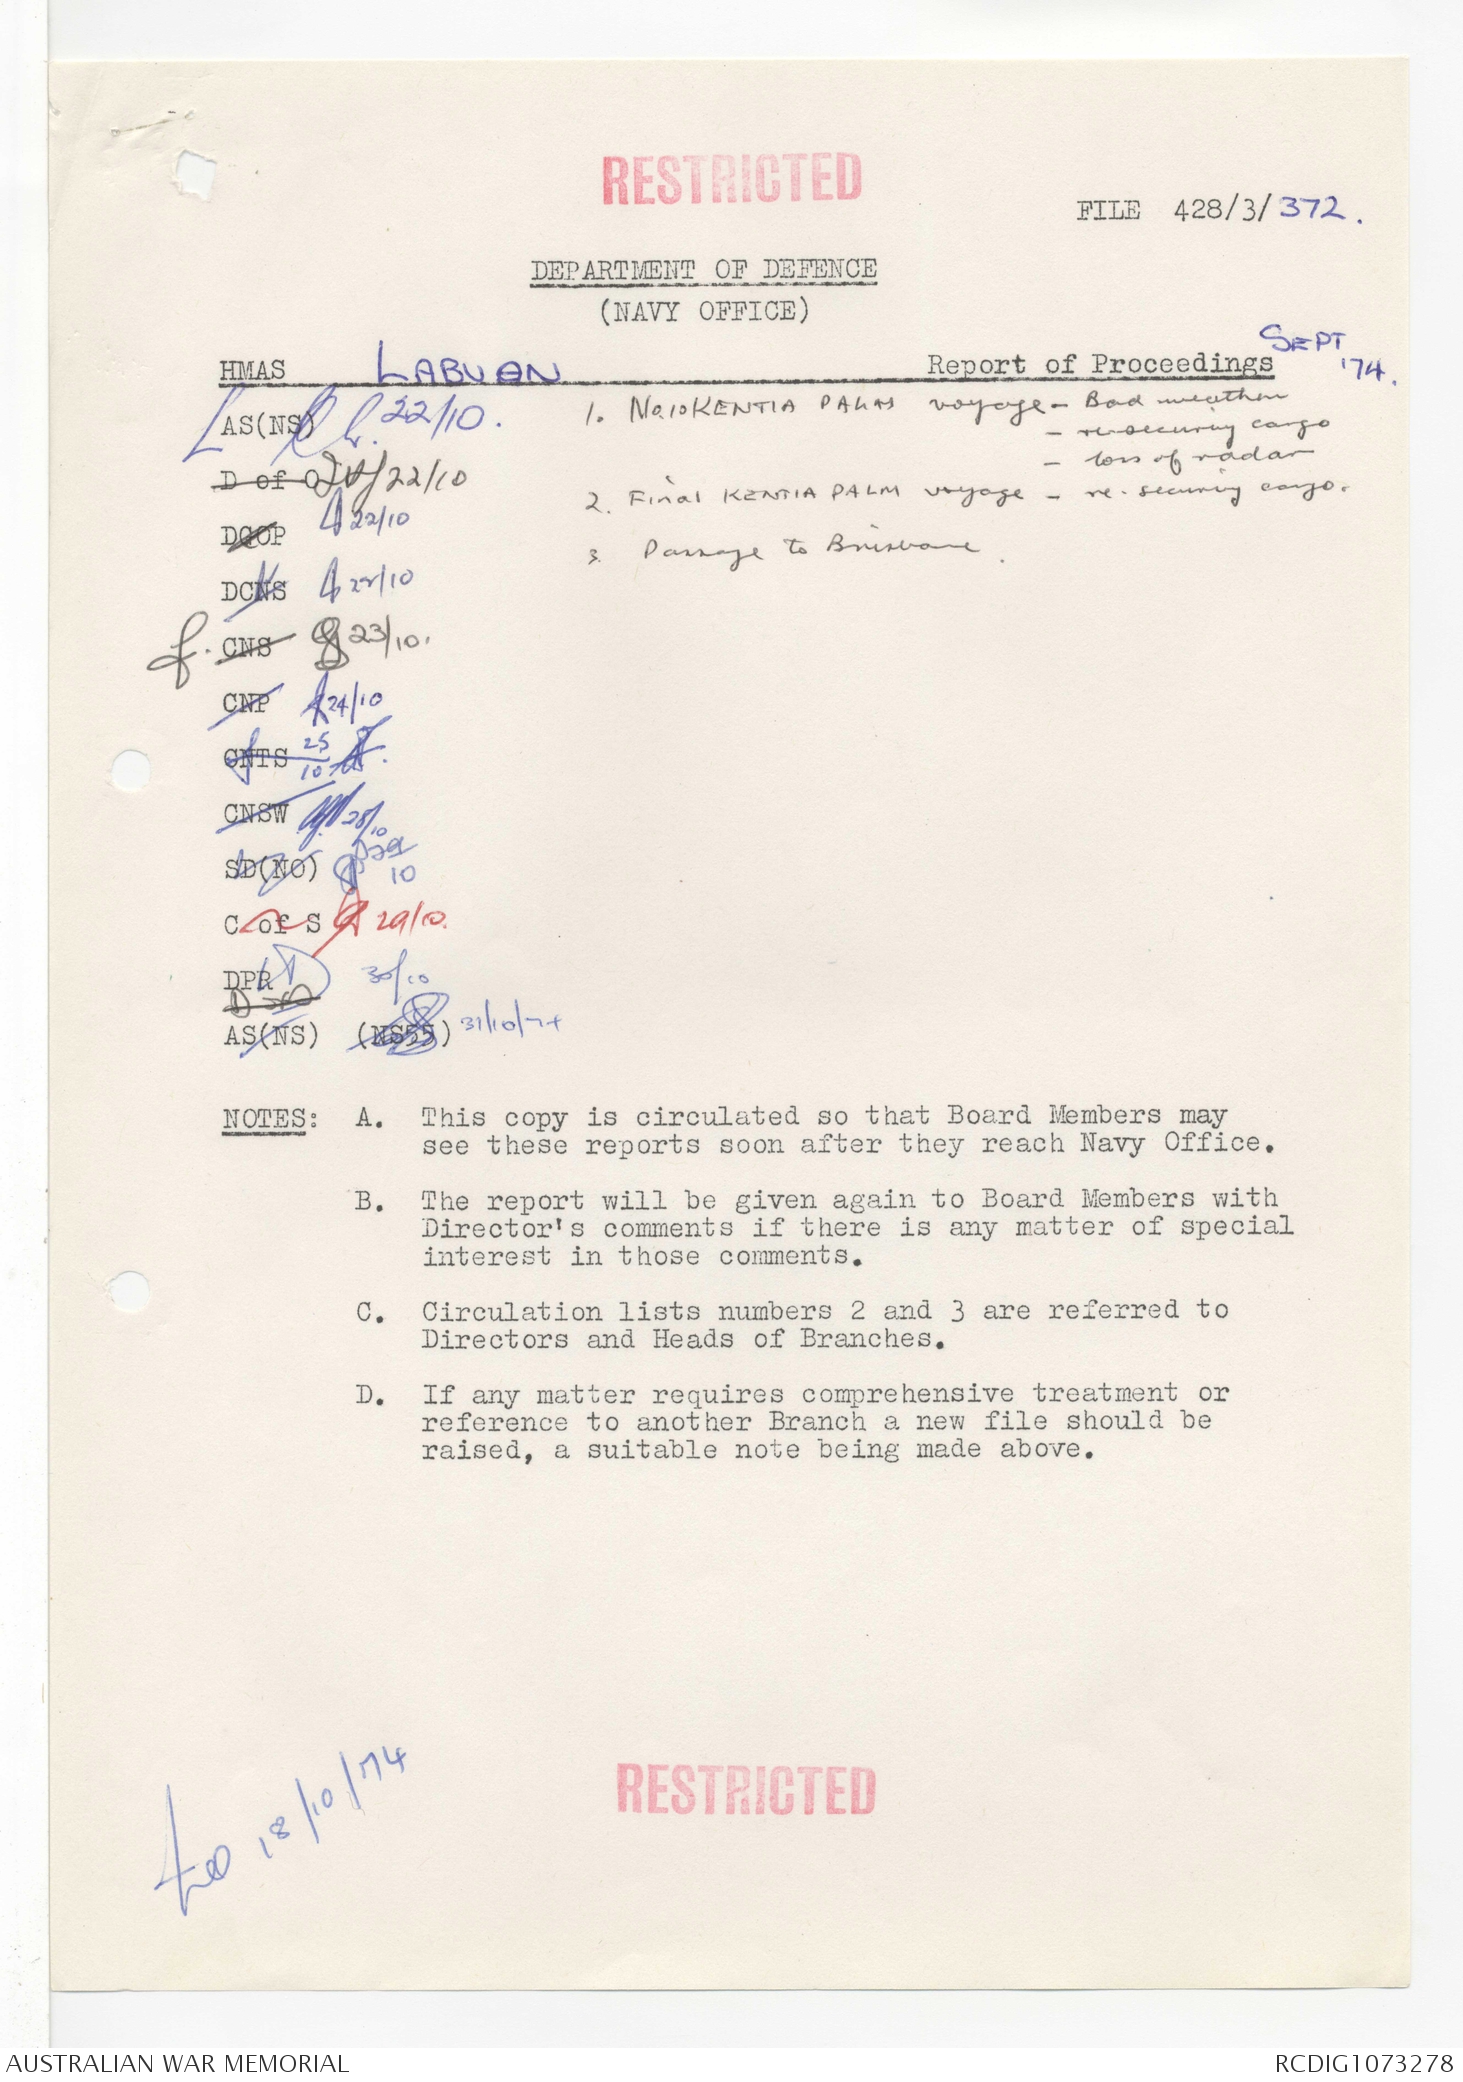 RESTRICTED
FILE 428/3/372.
DEPARTMENT OF DEFENCE
(NAVY OFFICE)
HMAS LABUAN Report of Proceedings SEPT '74.
AS(NS) 22/10.
D of O 22/10
DGOP 22/10
DCNS 22/10
CNS 23/10.
CNP 24/10
CNTS 25/10
CNSW 28/10
SD(NO) 29/10
C of S 29/10.
DPR 30/10
AS(NS) (NS55) 31/10/74
1. No.10 KENTIA PALM voyage - Bad weather
- re-securing cargo
- loss of radar
2. Final KENTIA PALM voyage - re-securing cargo.
3. Passage to Brisbane.
NOTES: A. This copy is circulated so that Board Members may
see these reports soon after they reach Navy Office.
B. The report will be given again to Board Members with
Director's comments if there is any matter of special
interest in those comments.
C. Circulation lists numbers 2 and 3 are referred to
Directors and Heads of Branches.
D. If any matter requires comprehensive treatment or
reference to another Branch a new file should be
raised, a suitable note being made above.
18/10/74
RESTRICTED
AUSTRALIAN WAR MEMORIAL
RCDIG1073278